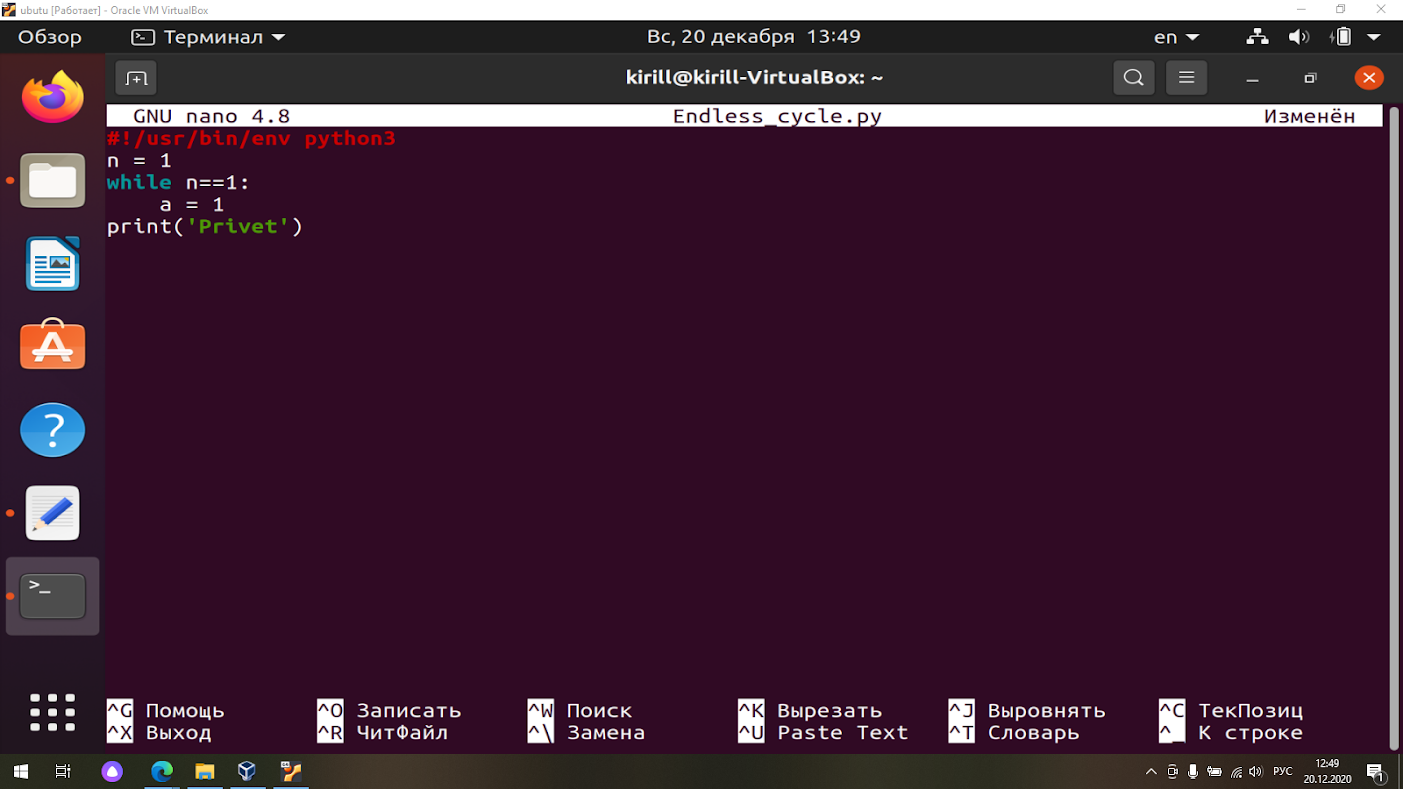 ubutu [Работает] - Oracle VM VirtualBox
Обзор Терминал Вс, 20 декабря 13:49 en
kirill@kirill-VirtualBox: ~
GNU nano 4.8 Endless_cycle.py Изменён
#!/usr/bin/env python3
n = 1
while n==1:
    a = 1
print('Privet')
^G Помощь ^O Записать ^W Поиск ^K Вырезать ^J Выровнять ^C ТекПозиц
^X Выход ^R ЧитФайл ^\ Замена ^U Paste Text ^T Словарь ^_ К строке
РУС 12:49
20.12.2020
1